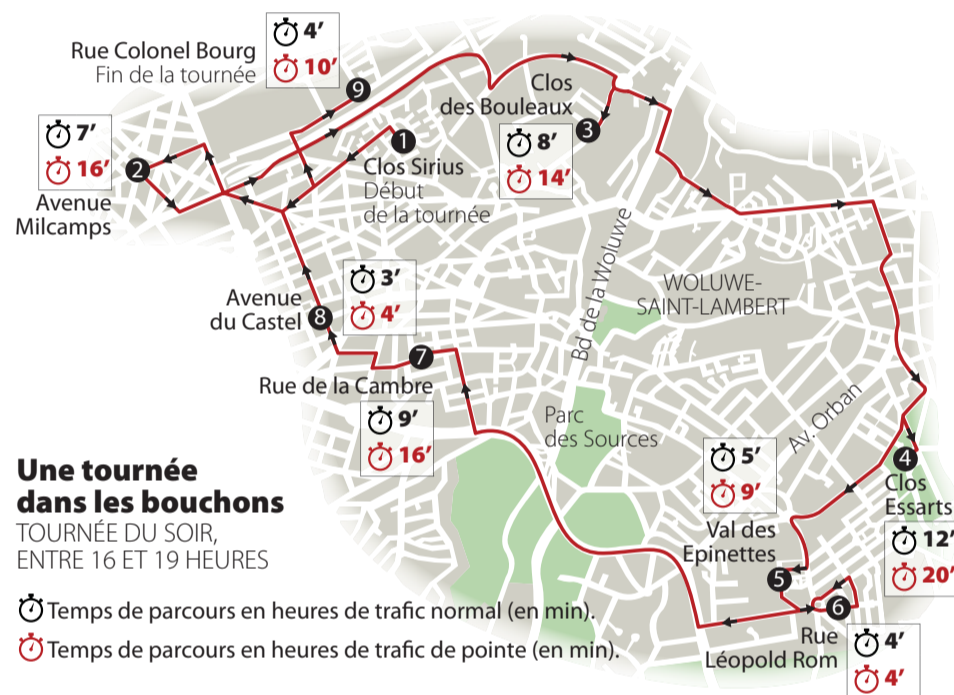 Rue Colonel Bourg
Fin de la tournée
4’
10’
9
7’
16’
2
Avenue
Milcamps
1
Clos Sirius
Début
de la tournée
Clos
des Bouleaux
3
8’
14’
Bd de la Woluwe
WOLUWE-
SAINT-LAMBERT
Avenue
du Castel
8
3’
4’
7
Rue de la Cambre
9’
16’
Parc
des Sources
Av. Orban
4
Clos
Essarts
12’
20’
5’
9’
Val des
Epinettes
5
6
Rue
Léopold Rom
4’
4’
Une tournée
dans les bouchons
TOURNÉE DU SOIR,
ENTRE 16 ET 19 HEURES
Temps de parcours en heures de trafic normal (en min).
Temps de parcours en heures de trafic de pointe (en min).